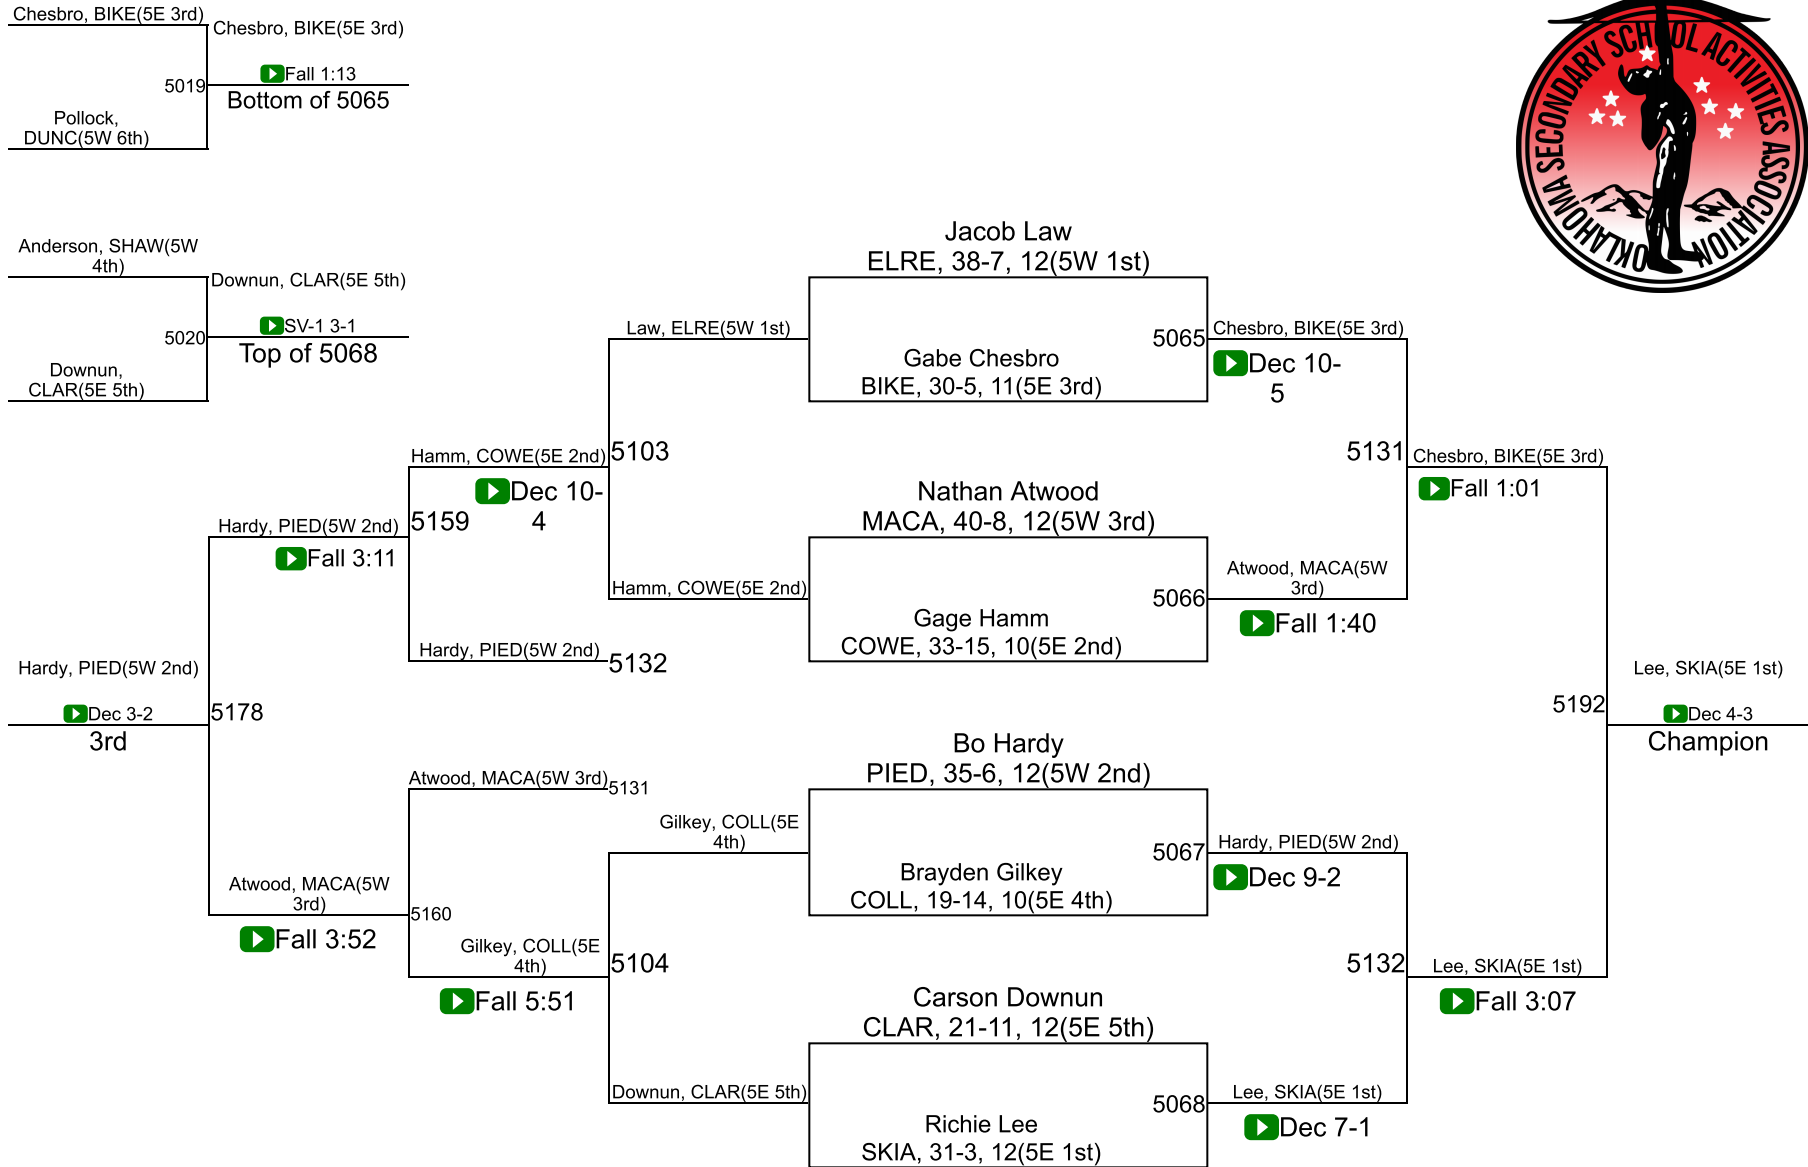 Chesbro, BIKE(5E 3rd)
Chesbro, BIKE(5E 3rd)
5019
Fall 1:13
Bottom of 5065
Pollock,
DUNC(5W 6th)
OKLAHOMA SECONDARY SCHOOL ACTIVITIES ASSOCIATION
Anderson, SHAW(5W
4th)
Downun, CLAR(5E 5th)
5020
SV-1 3-1
Top of 5068
Downun,
CLAR(5E 5th)
Jacob Law
ELRE, 38-7, 12(5W 1st)
Law, ELRE(5W 1st)
5065
Chesbro, BIKE(5E 3rd)
Gabe Chesbro
BIKE, 30-5, 11(5E 3rd)
Dec 10-
5
Hamm, COWE(5E 2nd)
5103
5131
Chesbro, BIKE(5E 3rd)
Dec 10-
4
Fall 1:01
Nathan Atwood
MACA, 40-8, 12(5W 3rd)
Hardy, PIED(5W 2nd)
5159
Fall 3:11
Hamm, COWE(5E 2nd)
5066
Atwood, MACA(5W
3rd)
Gage Hamm
COWE, 33-15, 10(5E 2nd)
Fall 1:40
Hardy, PIED(5W 2nd)
5132
Hardy, PIED(5W 2nd)
Dec 3-2
3rd
5178
5192
Lee, SKIA(5E 1st)
Dec 4-3
Champion
Bo Hardy
PIED, 35-6, 12(5W 2nd)
Atwood, MACA(5W 3rd)
5131
Gilkey, COLL(5E
4th)
5067
Hardy, PIED(5W 2nd)
Brayden Gilkey
COLL, 19-14, 10(5E 4th)
Dec 9-2
Atwood, MACA(5W
3rd)
5160
Fall 3:52
Gilkey, COLL(5E
4th)
5104
5132
Lee, SKIA(5E 1st)
Fall 5:51
Fall 3:07
Carson Downun
CLAR, 21-11, 12(5E 5th)
Downun, CLAR(5E 5th)
5068
Lee, SKIA(5E 1st)
Richie Lee
SKIA, 31-3, 12(5E 1st)
Dec 7-1